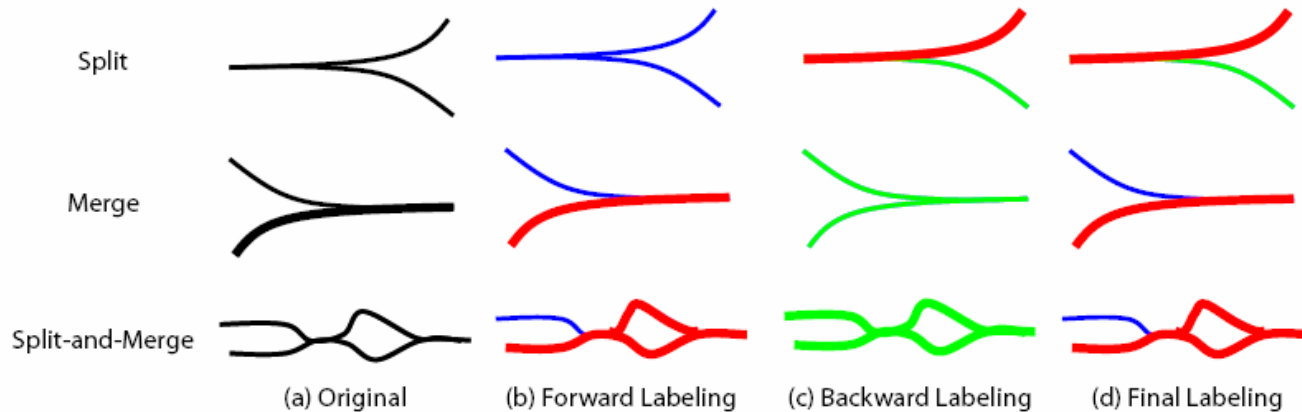 Split
Merge
Split-and-Merge
(a) Original
(b) Forward Labeling
(c) Backward Labeling
(d) Final Labeling